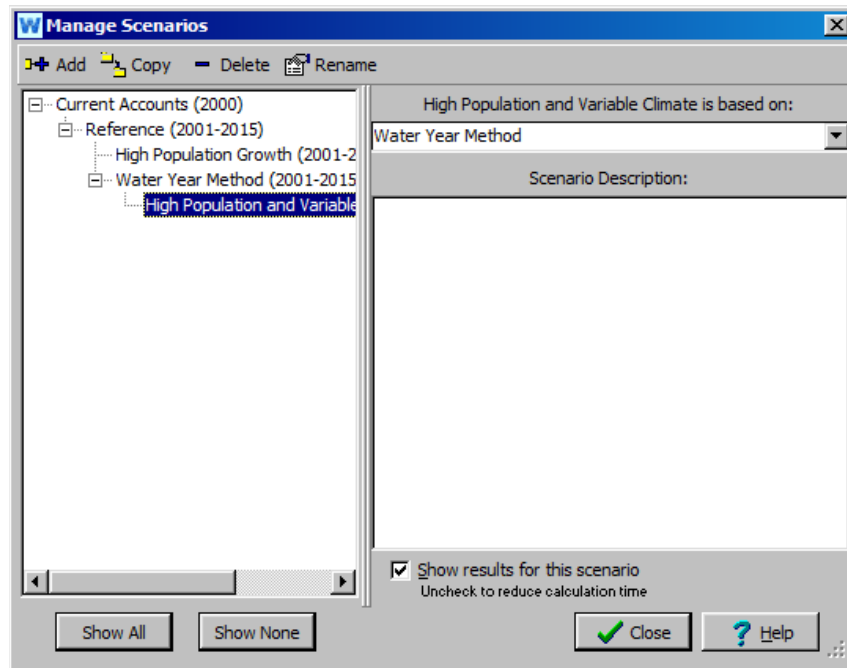 W Manage Scenarios
Add Copy Delete Rename
Current Accounts (2000)
Reference (2001-2015)
High Population Growth (2001-2
Water Year Method (2001-2015
High Population and Variable
High Population and Variable Climate is based on:
Water Year Method
Scenario Description:
Show results for this scenario
Uncheck to reduce calculation time
Show All Show None Close ? Help